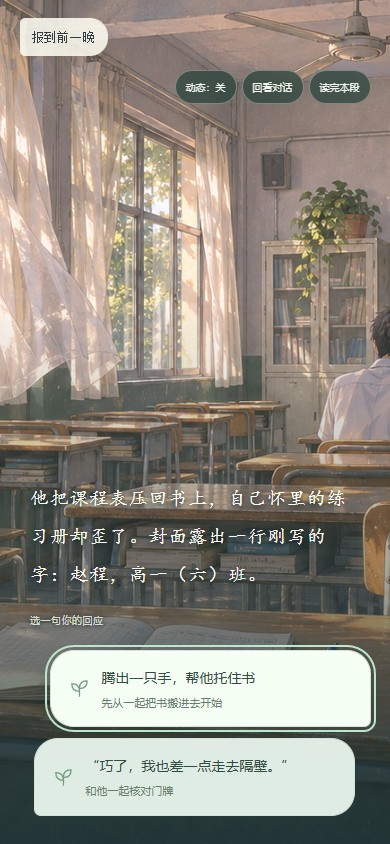 报到前一晚
动态：关
回看对话
读完本段
他把课程表压回书上，自己怀里的练
习册却歪了。封面露出一行刚写的
字：赵程，高一（六）班。
选一句你的回应
腾出一只手，帮他托住书
先从一起把书搬进去开始
“巧了，我也差一点走去隔壁。”
和他一起核对门牌